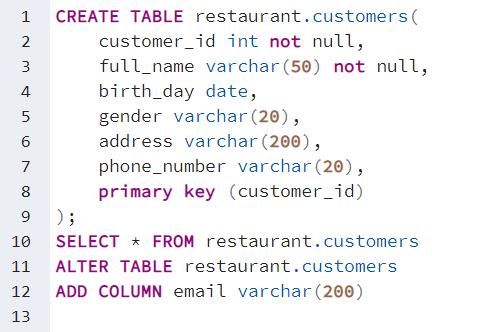 1 CREATE TABLE restaurant.customers(
2 customer_id int not null,
3 full_name varchar(50) not null,
4 birth_day date,
5 gender varchar(20),
6 address varchar(200),
7 phone_number varchar(20),
8 primary key (customer_id)
9 );
10 SELECT * FROM restaurant.customers
11 ALTER TABLE restaurant.customers
12 ADD COLUMN email varchar(200)
13